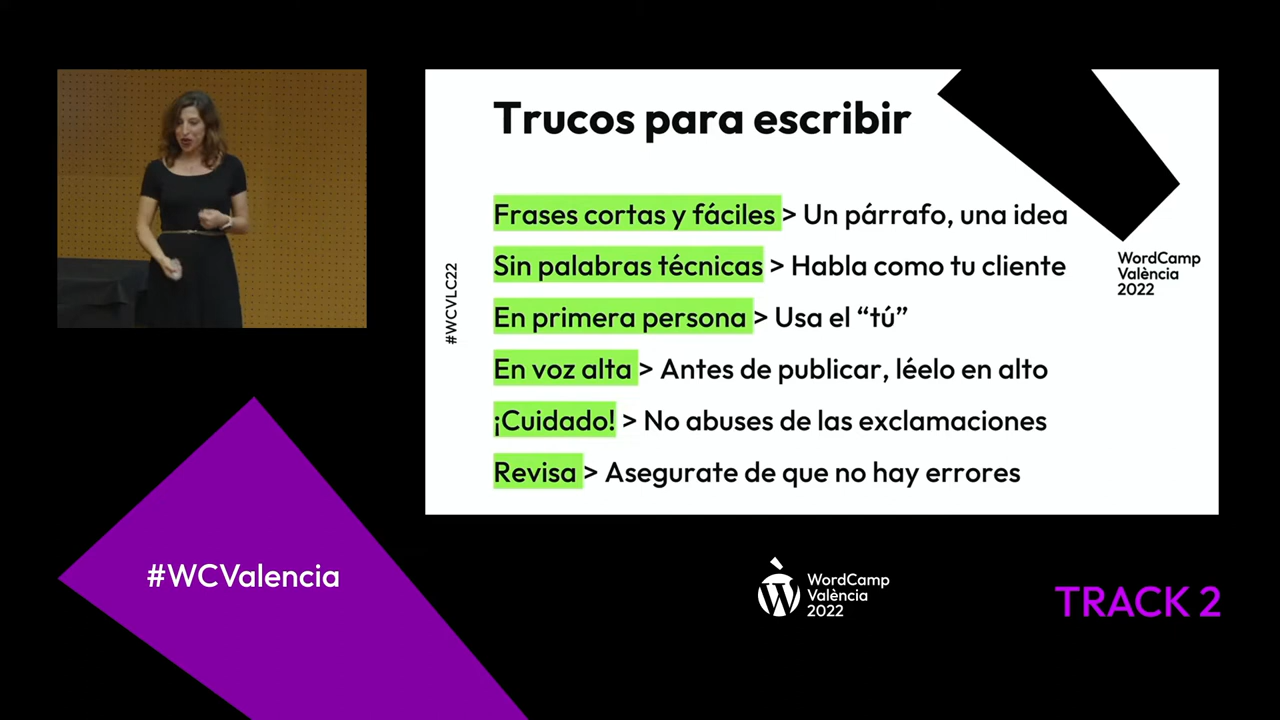 Trucos para escribir
Frases cortas y fáciles > Un párrafo, una idea
Sin palabras técnicas > Habla como tu cliente
En primera persona > Usa el “tú”
En voz alta > Antes de publicar, léelo en alto
¡Cuidado! > No abuses de las exclamaciones
Revisa > Asegurate de que no hay errores
#WCVLC22
WordCamp
València
2022
#WCValencia
WordCamp
València
2022
TRACK 2